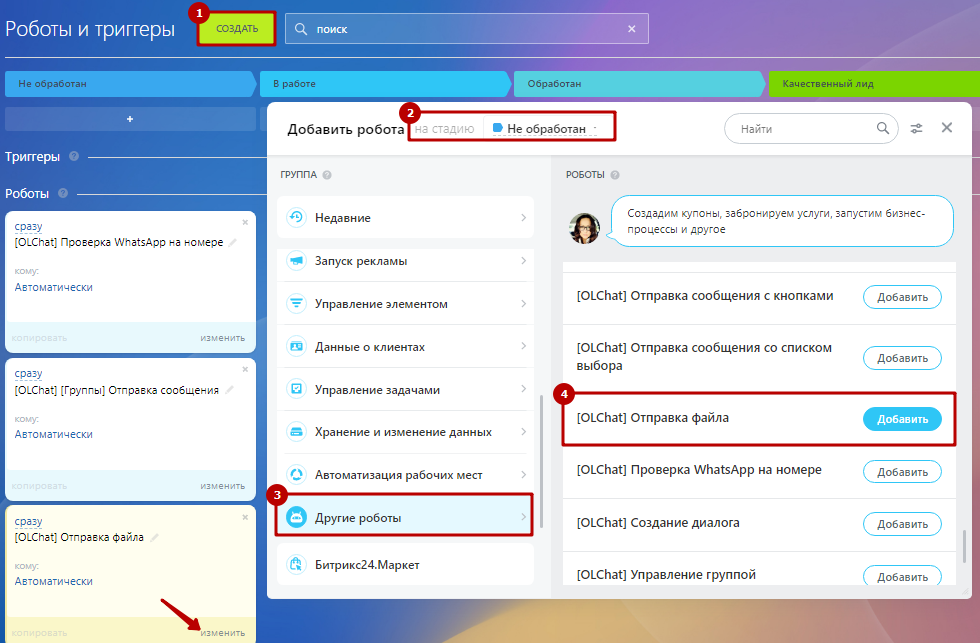 Роботы и триггеры
1
СОЗДАТЬ
поиск
Не обработан
В работе
Обработан
Качественный лид
+
Триггеры
Роботы
сразу
[OLChat] Проверка WhatsApp на номере
кому:
Автоматически
копировать
изменить
сразу
[OLChat] [Группы] Отправка сообщения
кому:
Автоматически
копировать
изменить
сразу
[OLChat] Отправка файла
кому:
Автоматически
копировать
изменить
2
Добавить робота
на стадию
Не обработан
Найти
ГРУППА
Недавние
Запуск рекламы
Управление элементом
Данные о клиентах
Управление задачами
Хранение и изменение данных
Автоматизация рабочих мест
3
Другие роботы
Битрикс24.Маркет
РОБОТЫ
Создадим купоны, забронируем услуги, запустим бизнес-
процессы и другое
[OLChat] Отправка сообщения с кнопками
Добавить
[OLChat] Отправка сообщения со списком
выбора
Добавить
4
[OLChat] Отправка файла
Добавить
[OLChat] Проверка WhatsApp на номере
Добавить
[OLChat] Создание диалога
Добавить
[OLChat] Управление группой
Добавить